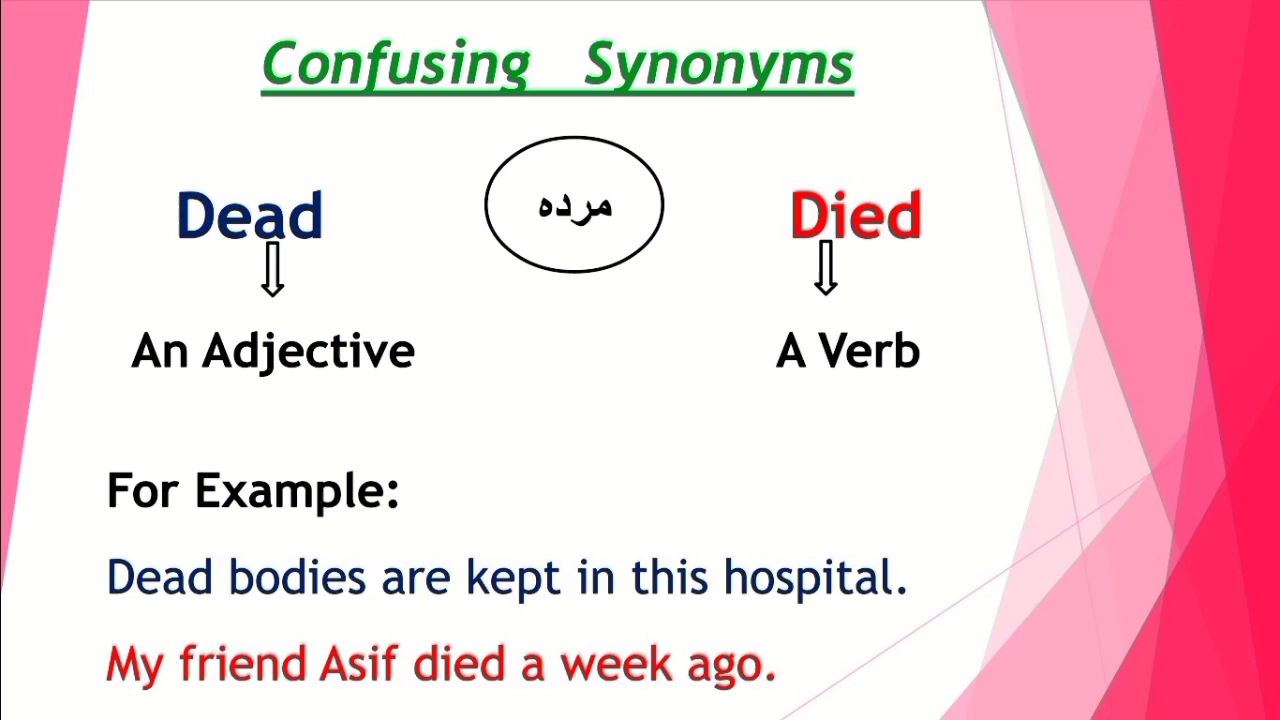 Confusing Synonyms
Dead مرده Died
An Adjective A Verb
For Example:
Dead bodies are kept in this hospital.
My friend Asif died a week ago.